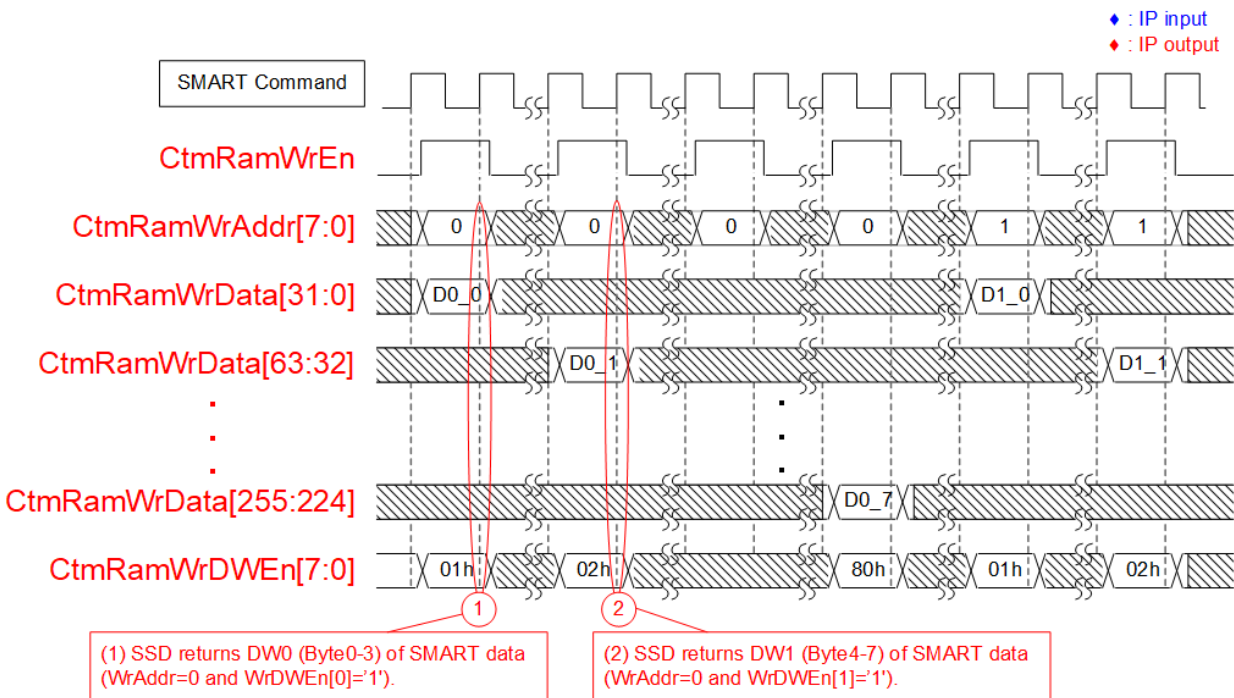 ♦ : IP input
♦ : IP output
SMART Command
CtmRamWrEn
CtmRamWrAddr[7:0] 0 0 0 0 1 1
CtmRamWrData[31:0] D0_0 D1_0
CtmRamWrData[63:32] D0_1 D1_1
CtmRamWrData[255:224] D0_7
CtmRamWrDWEn[7:0] 01h 02h 80h 01h 02h
1 2
(1) SSD returns DW0 (Byte0-3) of SMART data
(WrAddr=0 and WrDWEn[0]='1').
(2) SSD returns DW1 (Byte4-7) of SMART data
(WrAddr=0 and WrDWEn[1]='1').